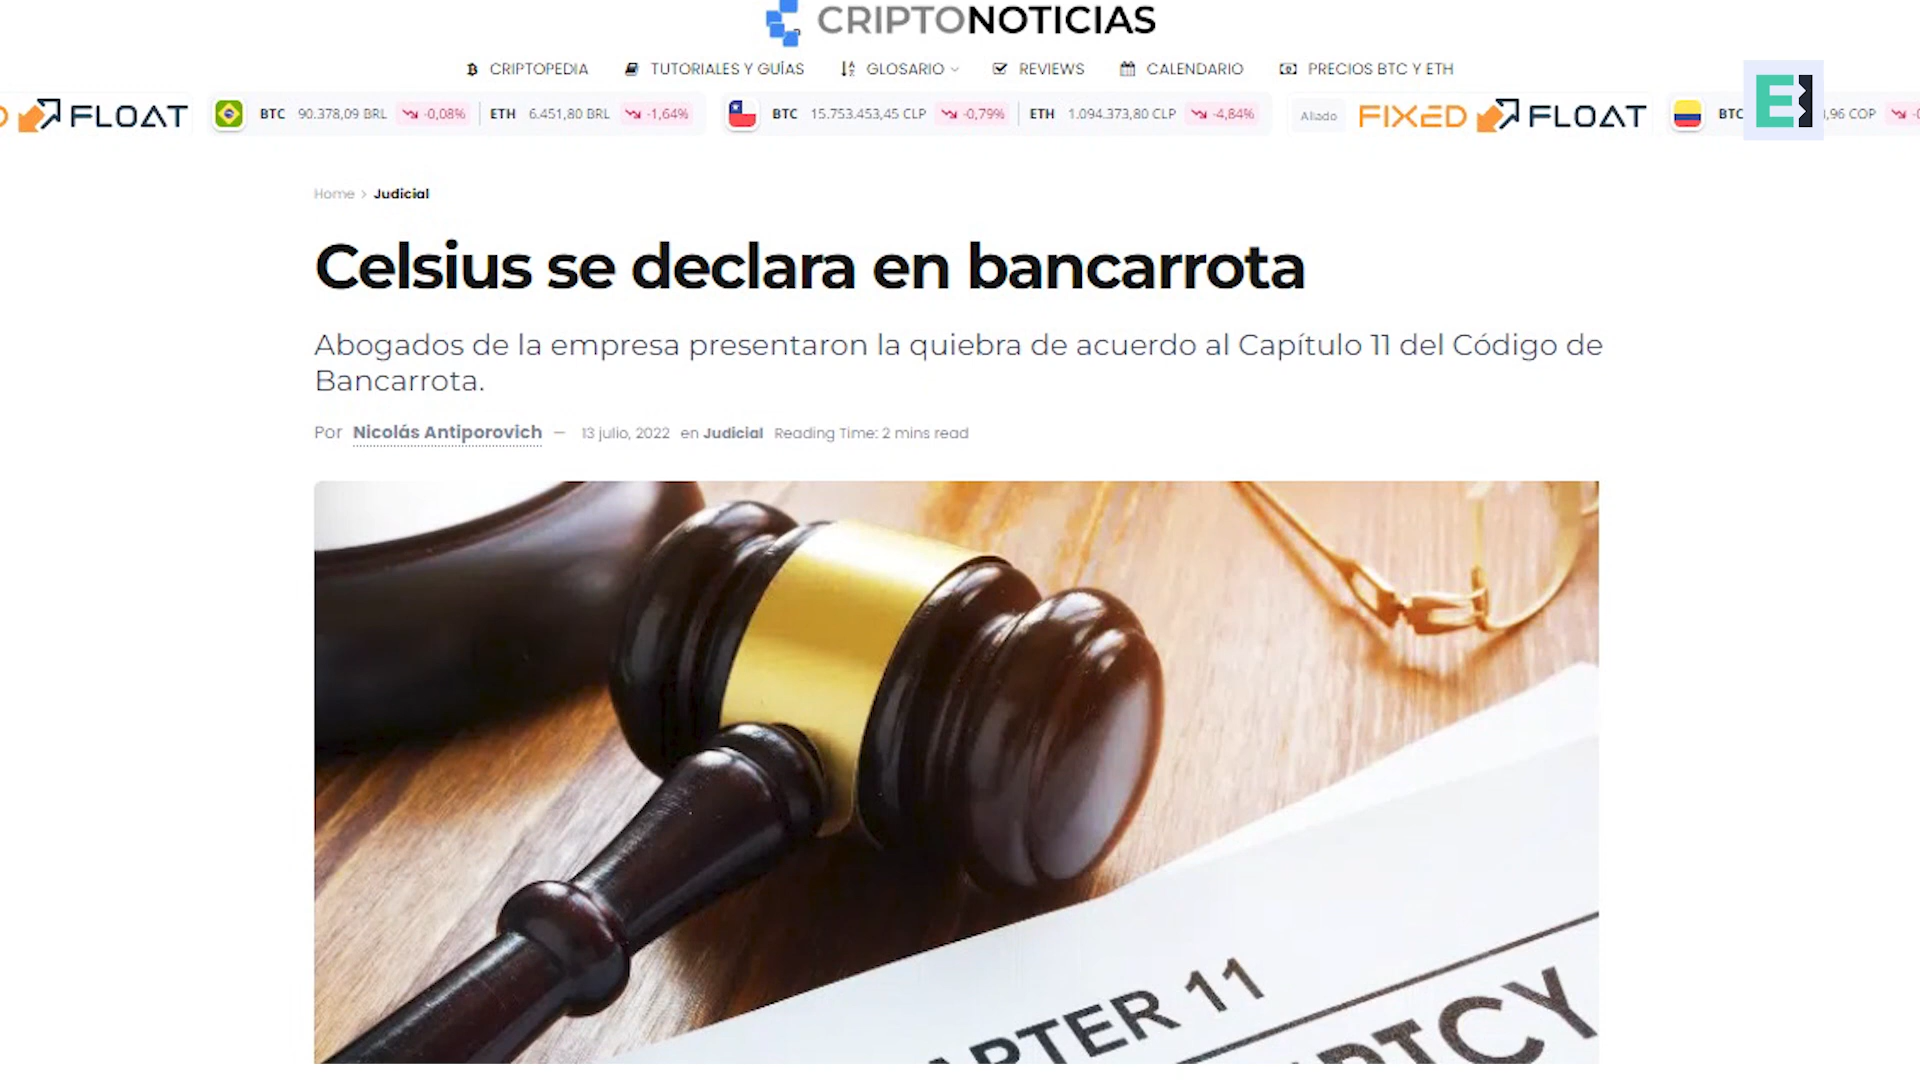 CRIPTONOTICIAS
CRIPTOPEDIA TUTORIALES Y GUÍAS GLOSARIO REVIEWS CALENDARIO PRECIOS BTC Y ETH
FLOAT BTC 90.378,09 BRL -0,08% ETH 6.451,80 BRL -1,64% BTC 15.753.453,45 CLP -0,79% ETH 1.094.373,80 CLP -4,84% Aliado FIXED FLOAT BTC ,96 COP
Home > Judicial
Celsius se declara en bancarrota
Abogados de la empresa presentaron la quiebra de acuerdo al Capítulo 11 del Código de
Bancarrota.
Por Nicolás Antiporovich — 13 julio, 2022 en Judicial Reading Time: 2 mins read
APTER 11
PTCY